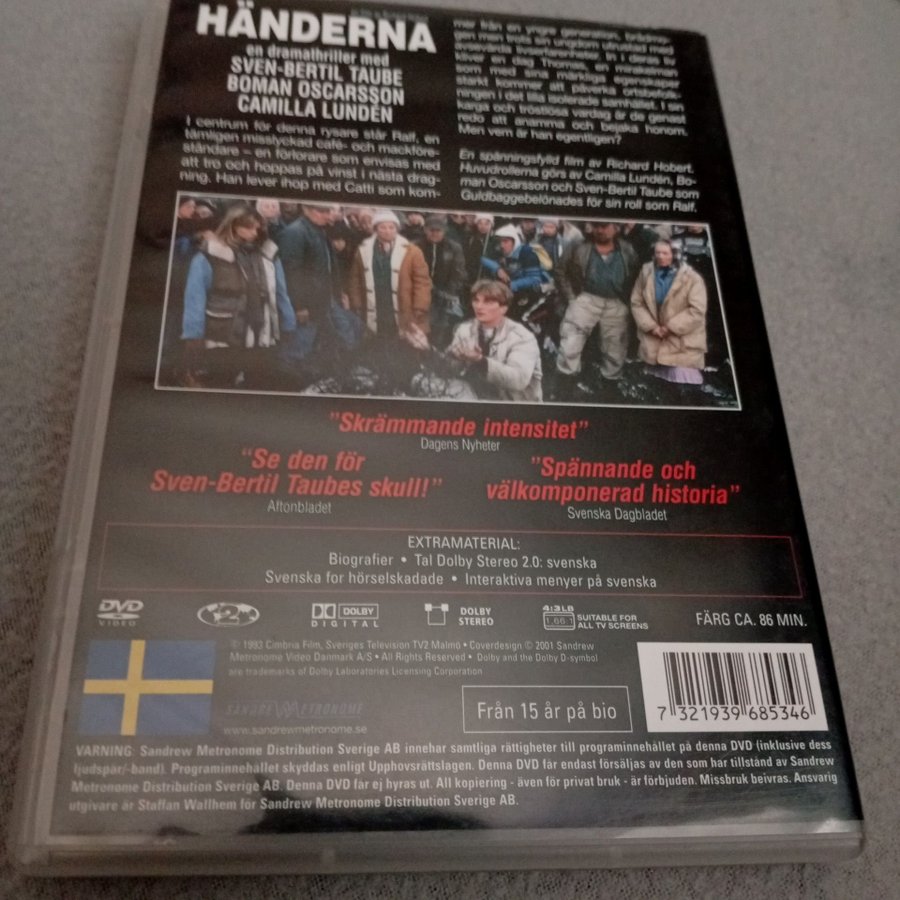 HÄNDERNA
en dramathriller med
SVEN-BERTIL TAUBE
BOMAN OSCARSSON
CAMILLA LUNDÉN
I centrum för denna rysare står Ralf, en
tämligen misslyckad café- och mackföre-
ståndare – en förlorare som envisas med
att tro och hoppas på vinst i nästa drag-
ning. Han lever ihop med Catti som kom-
mer från en yngre generation,
gen men ändå en ungdom utrustad med
avsevärda livserfarenheter. In i deras liv
kliver en dag Thomas, en mirakelman
som med sina märkliga egenskaper
starkt kommer att påverka ortsbefolk-
ningen i det lilla isolerade samhället. I sin
karga och tröstlösa vardag är de genast
redo att anamma och bejaka honom.
Men vem är han egentligen?
En spänningsfylld film av Richard Hobert.
Huvudrollerna görs av Camilla Lundén, Bo-
man Oscarsson och Sven-Bertil Taube som
Guldbaggebelönades för sin roll som Ralf.
"Skrämmande intensitet"
Dagens Nyheter
"Se den för
Sven-Bertil Taubes skull!"
Aftonbladet
"Spännande och
välkomponerad historia"
Svenska Dagbladet
EXTRAMATERIAL:
Biografier • Tal Dolby Stereo 2.0: svenska
Svenska för hörselskadade • Interaktiva menyer på svenska
DVD
VIDEO
2
DOLBY
DIGITAL
DOLBY
STEREO
4:3LB
1.66:1
SUITABLE FOR
ALL TV SCREENS
FÄRG CA. 86 MIN.
© 1993 Cimbria Film, Sveriges Television TV2 Malmö • Coverdesign © 2001 Sandrew
Metronome Video Danmark A/S • All Rights Reserved • Dolby and the Dolby D-symbol
are trademarks of Dolby Laboratories Licensing Corporation
SANDREW METRONOME
www.sandrewmetronome.se
Från 15 år på bio
7 321939 685346
VARNING: Sandrew Metronome Distribution Sverige AB innehar samtliga rättigheter till programinnehållet på denna DVD (inklusive dess
ljudspår/-band). Programinnehållet skyddas enligt Upphovsrättslagen. Denna DVD får endast försäljas av den som har tillstånd av Sandrew
Metronome Distribution Sverige AB. Denna DVD får ej hyras ut. All kopiering - även för privat bruk - är förbjuden. Missbruk beivras. Ansvarig
utgivare är Staffan Wallhem för Sandrew Metronome Distribution Sverige AB.